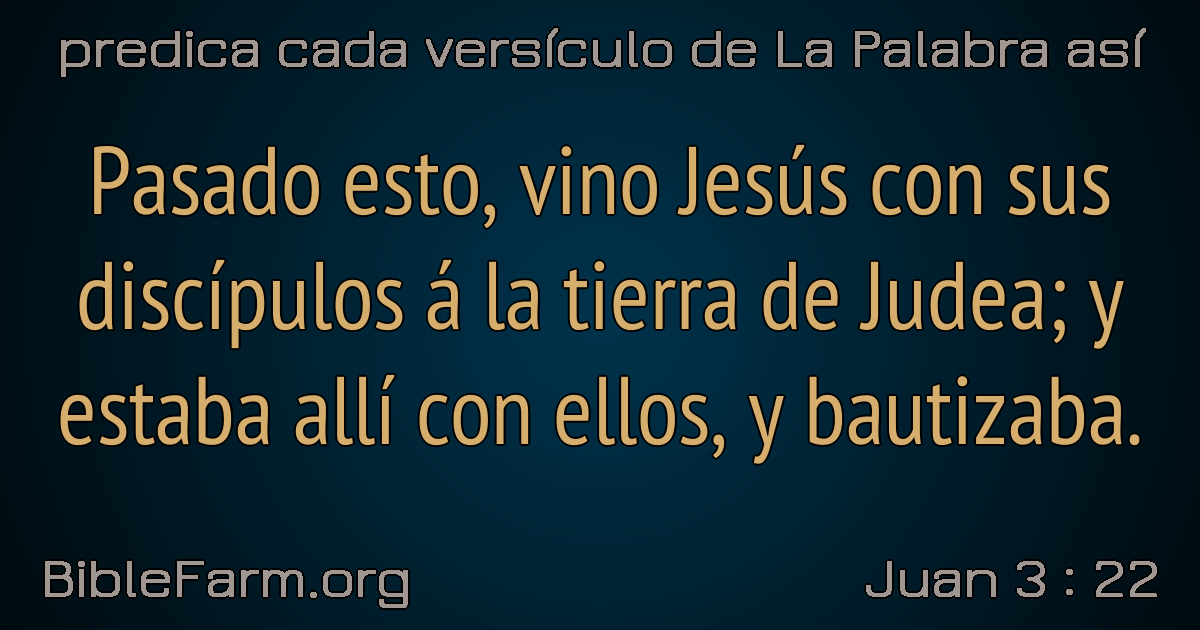 predica cada versículo de La Palabra así
Pasado esto, vino Jesús con sus
discípulos á la tierra de Judea; y
estaba allí con ellos, y bautizaba.
BibleFarm.org
Juan 3 : 22